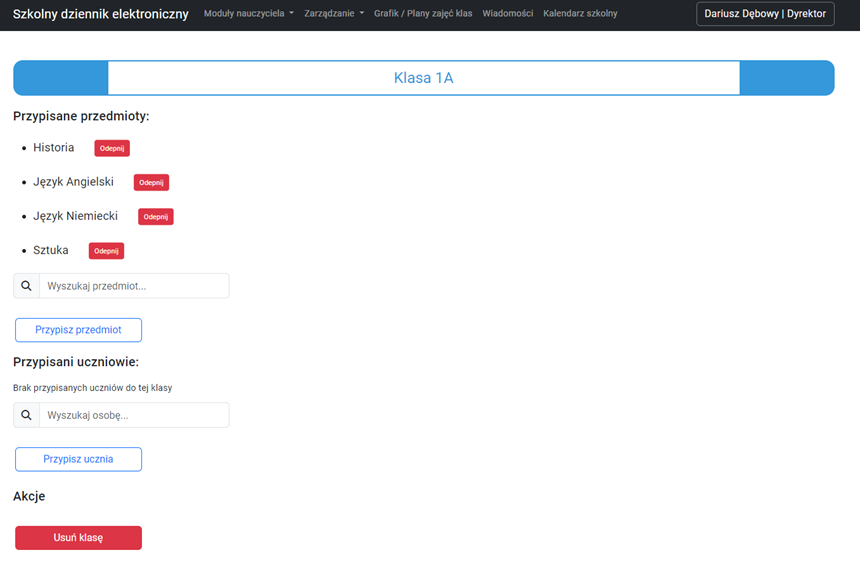 Szkolny dziennik elektroniczny Moduły nauczyciela Zarządzanie Grafik / Plany zajęć klas Wiadomości Kalendarz szkolny Dariusz Dębowy | Dyrektor
Klasa 1A
Przypisane przedmioty:
Historia Odepnij
Język Angielski Odepnij
Język Niemiecki Odepnij
Sztuka Odepnij
Wyszukaj przedmiot...
Przypisz przedmiot
Przypisani uczniowie:
Brak przypisanych uczniów do tej klasy
Wyszukaj osobę...
Przypisz ucznia
Akcje
Usuń klasę